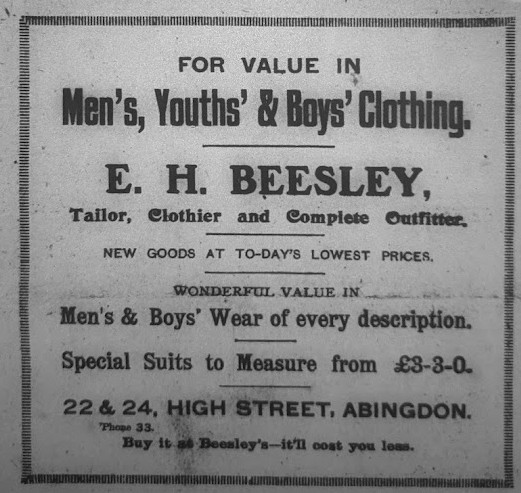 FOR VALUE IN
Men's, Youths' & Boys' Clothing.
E. H. BEESLEY,
Tailor, Clothier and Complete Outfitter.
NEW GOODS AT TO-DAY'S LOWEST PRICES.
WONDERFUL VALUE IN
Men's & Boys' Wear of every description.
Special Suits to Measure from £3-3-0.
22 & 24, HIGH STREET, ABINGDON.
'Phone 33.
Buy it at Beesley's—it'll cost you less.